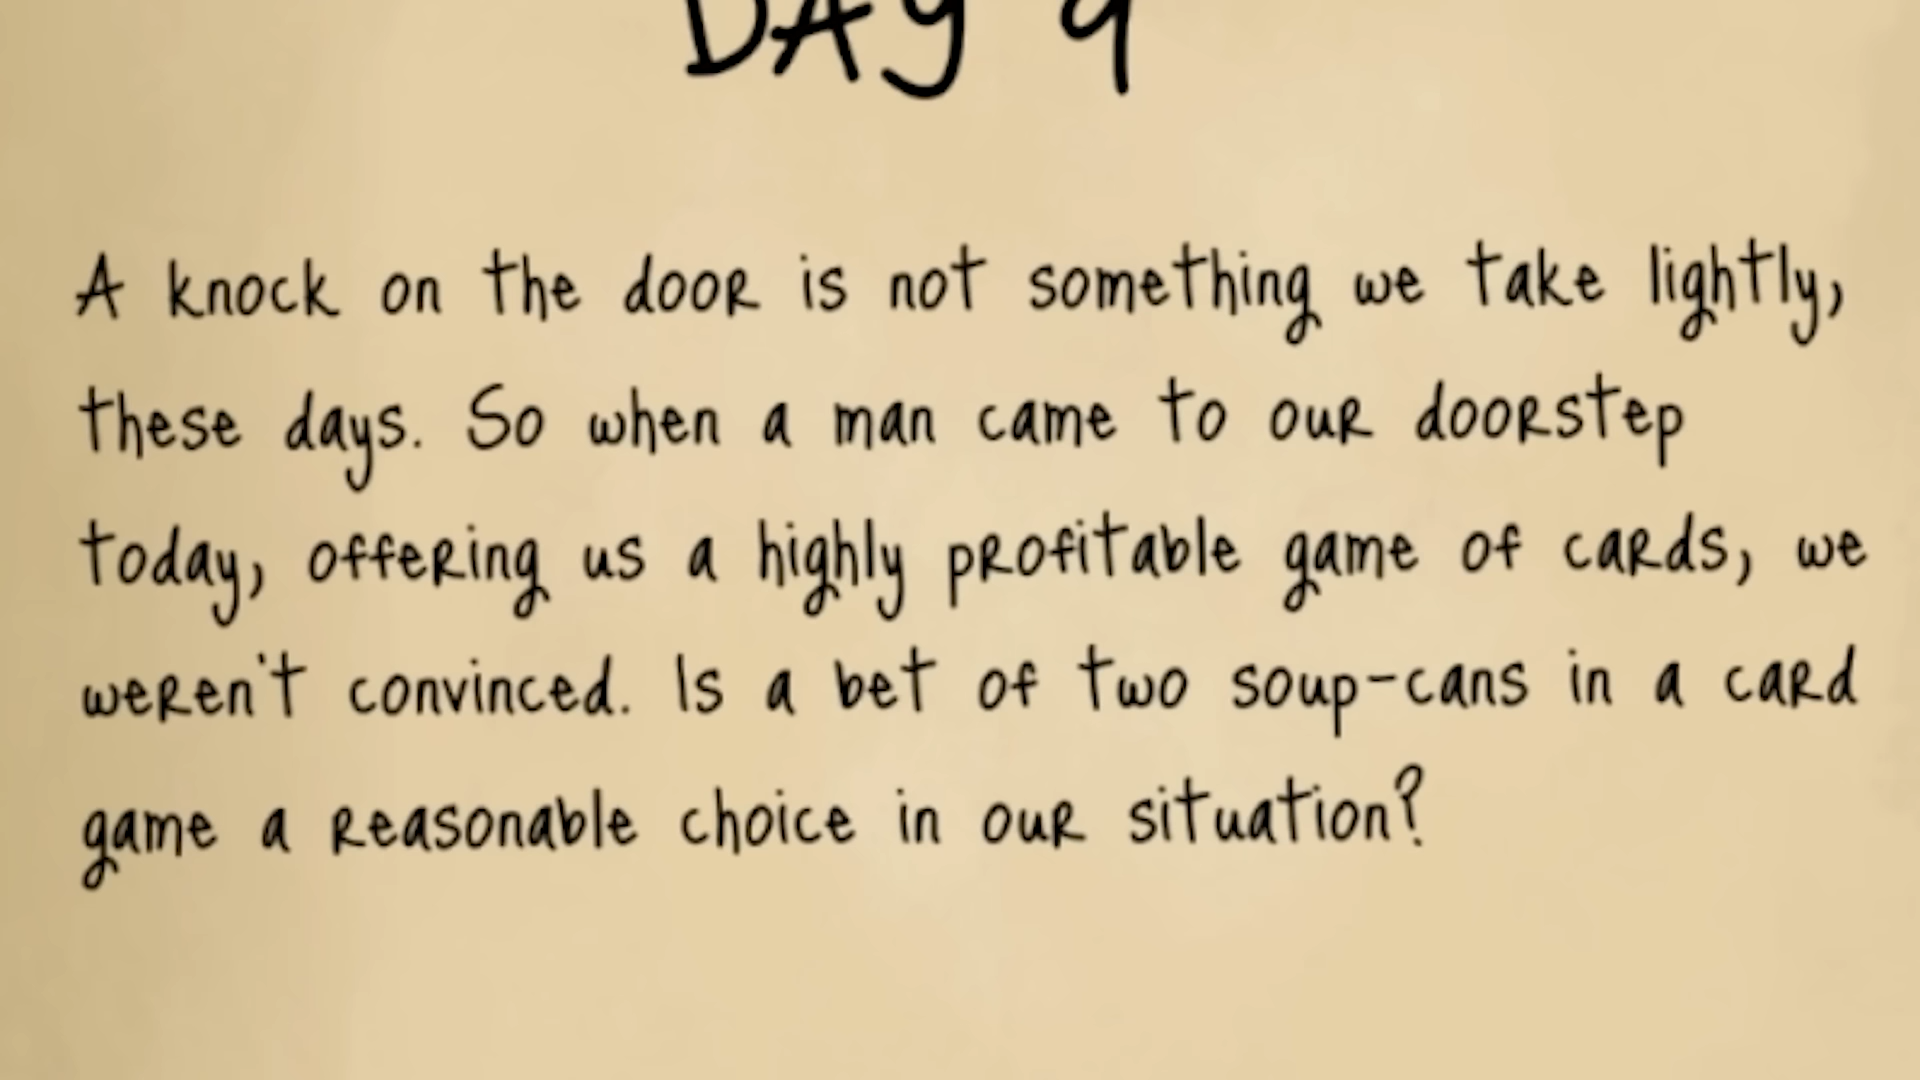 DAY 9
A knock on the door is not something we take lightly,
these days. So when a man came to our doorstep
today, offering us a highly profitable game of cards, we
weren't convinced. Is a bet of two soup-cans in a card
game a reasonable choice in our situation?